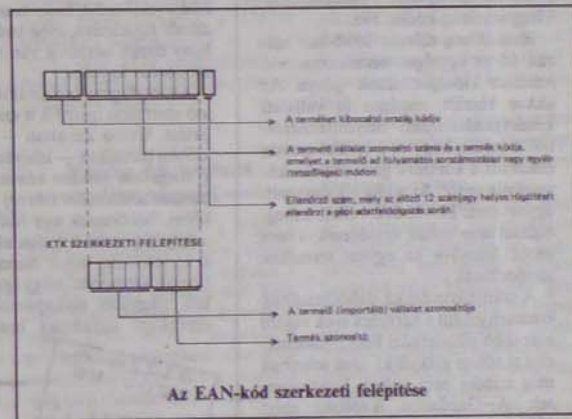 A terméket kibocsátó ország kódja
A termelő vállalat azonosító száma és a termék kódja,
amelyet a termelő ad folyamatos sorszámozással vagy egyéb
módon.
Ellenőrző szám, mely az előző 12 számjegy helyes rögzítését
ellenőrzi a gépi adatfeldolgozás során.
ETK SZERKEZETI FELÉPÍTÉSE
A termelő (importáló) vállalat azonosítója
Termék azonosító
Az EAN-kód szerkezeti felépítése